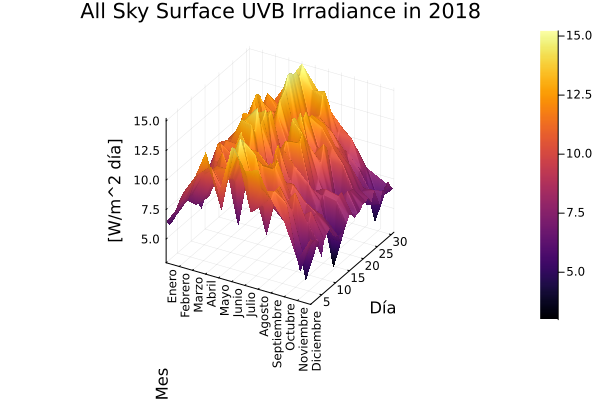 All Sky Surface UVB Irradiance in 2018
15.0
12.5
10.0
7.5
5.0
[W/m^2 día]
Enero
Febrero
Marzo
Abril
Mayo
Junio
Julio
Agosto
Septiembre
Octubre
Noviembre
Diciembre
Mes
5
10
15
20
25
30
Día
15.0
12.5
10.0
7.5
5.0